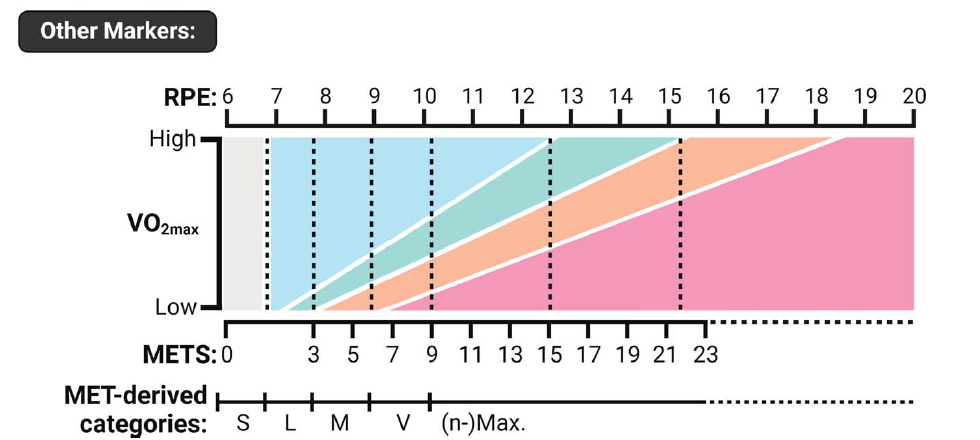 Other Markers:
RPE: 6 7 8 9 10 11 12 13 14 15 16 17 18 19 20
High
VO2max
Low
METS: 0 3 5 7 9 11 13 15 17 19 21 23
MET-derived
categories: S L M V (n-)Max.